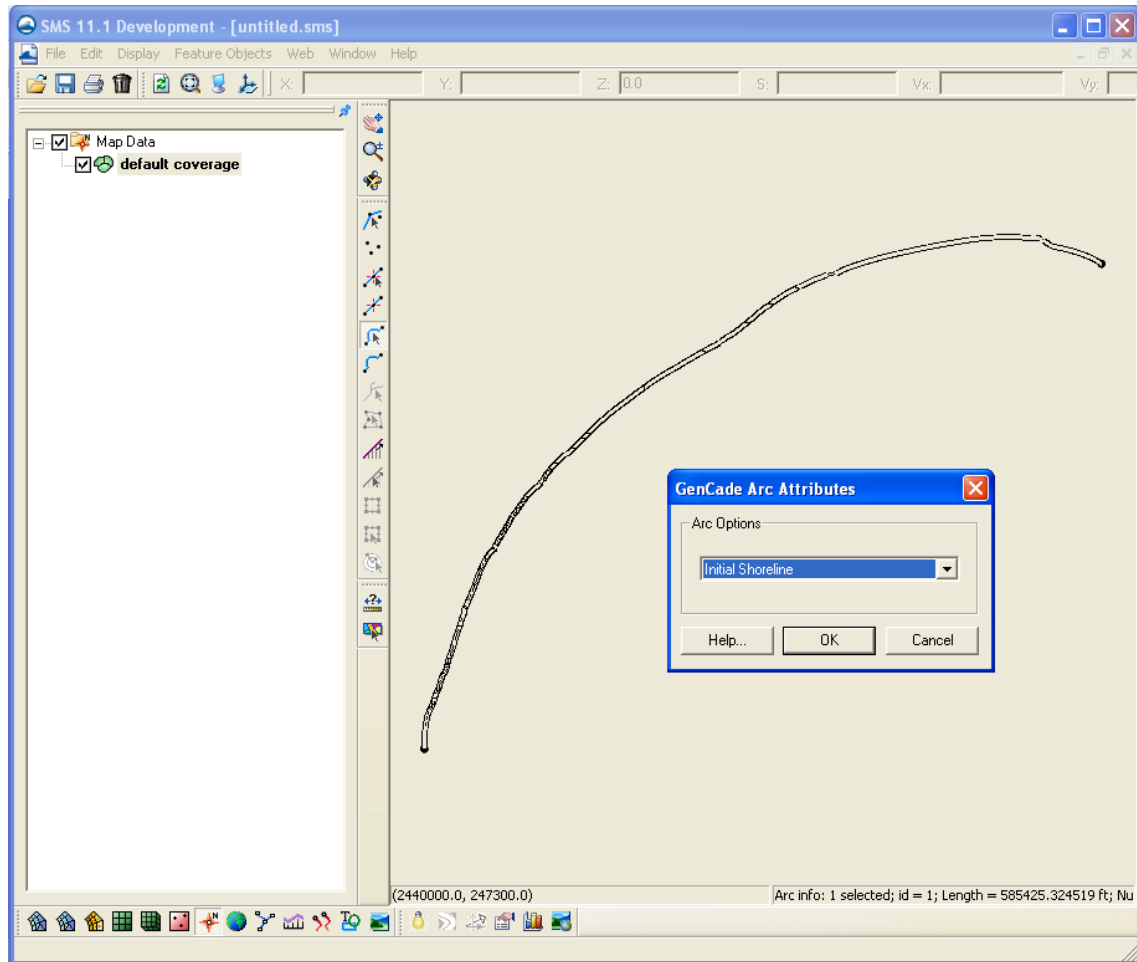 SMS 11.1 Development - [untitled.sms]
File Edit Display Feature Objects Web Window Help
X: Y: Z: 0.0 S: Vx: Vy:
Map Data
default coverage
GenCade Arc Attributes
Arc Options
Initial Shoreline
Help... OK Cancel
(2440000.0, 247300.0) Arc info: 1 selected; id = 1; Length = 585425.324519 ft; Nu